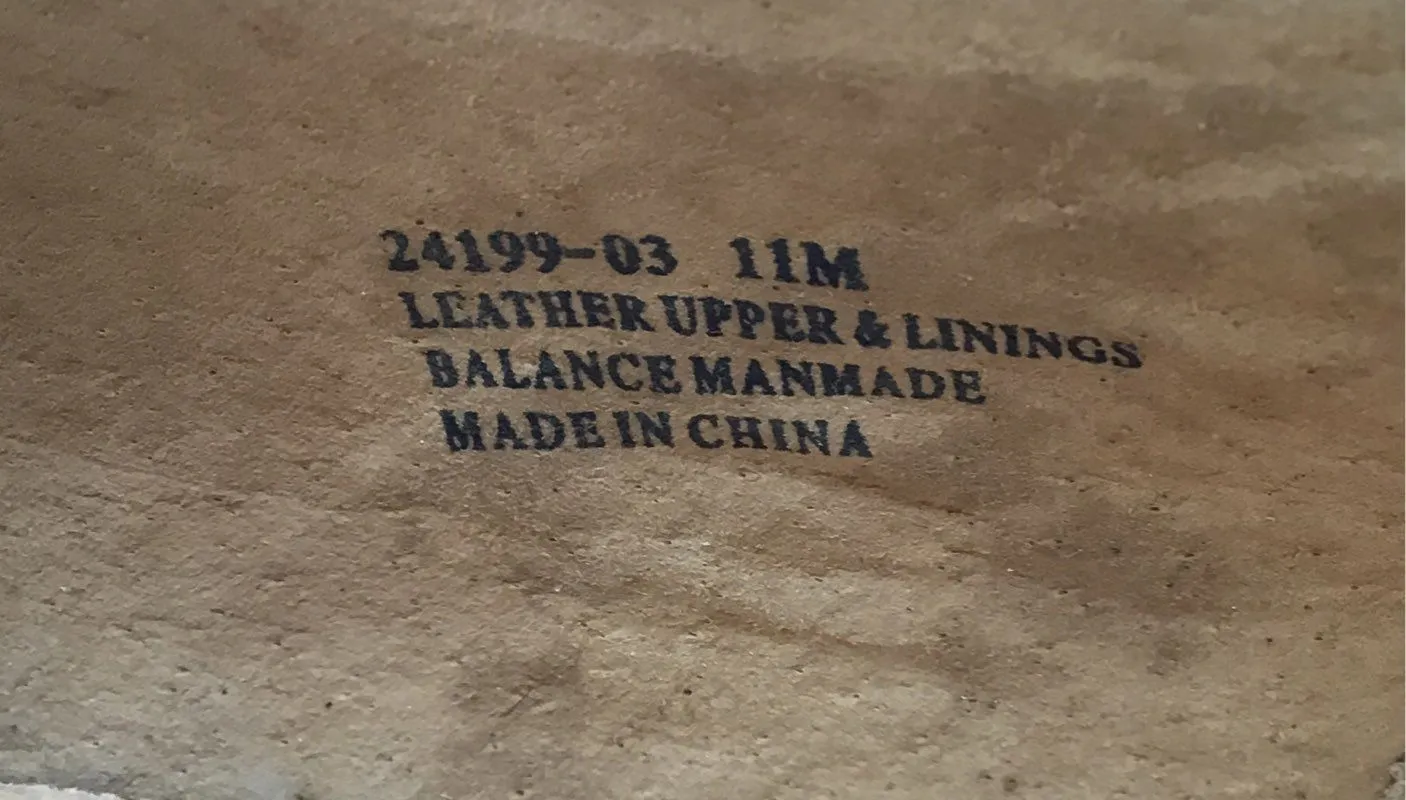 24199-03 11M
LEATHER UPPER & LININGS
BALANCE MANMADE
MADE IN CHINA